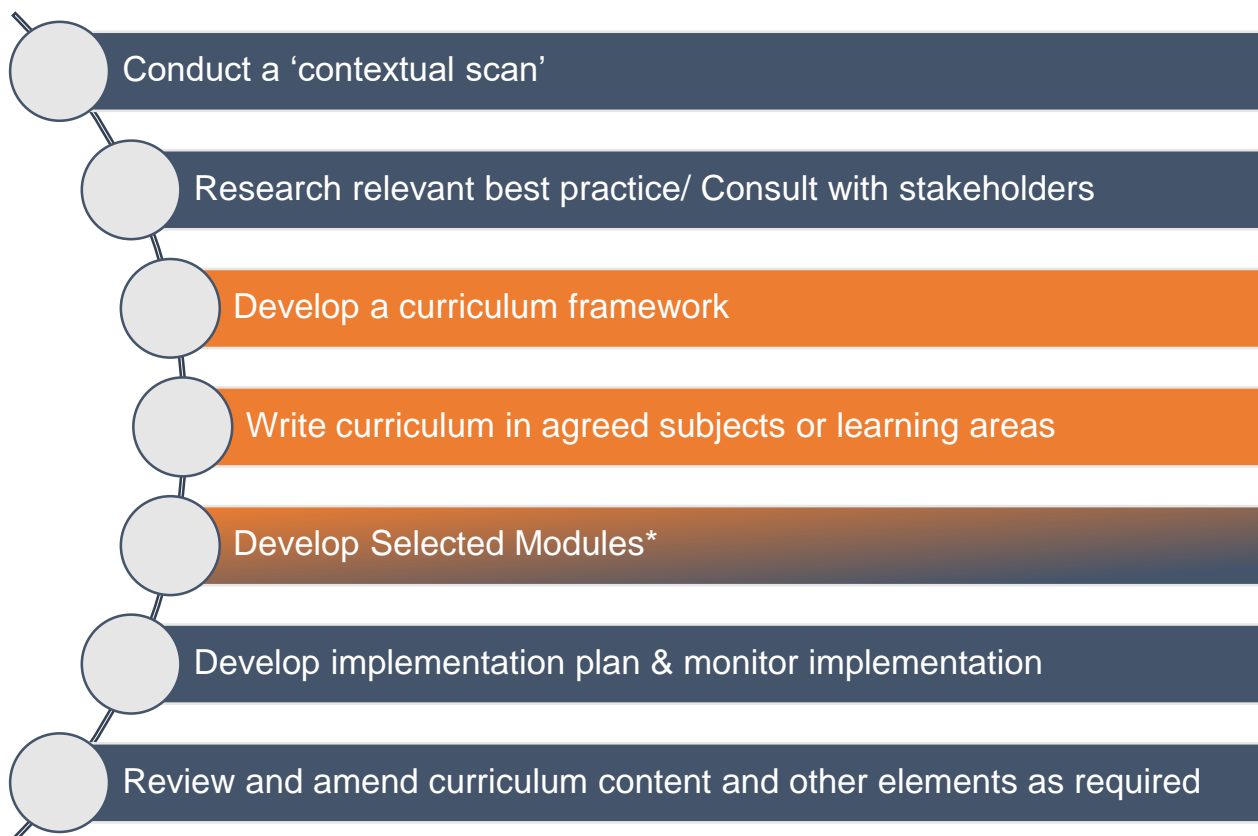 Conduct a ‘contextual scan’
Research relevant best practice/ Consult with stakeholders
Develop a curriculum framework
Write curriculum in agreed subjects or learning areas
Develop Selected Modules*
Develop implementation plan & monitor implementation
Review and amend curriculum content and other elements as required